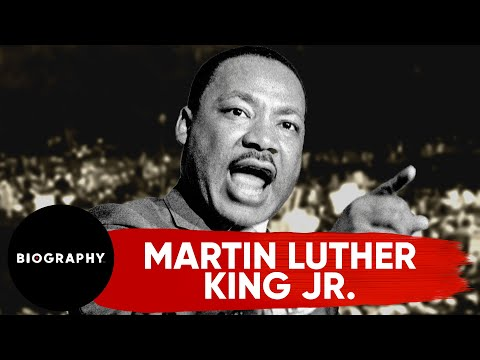 BIOGRAPHY.
MARTIN LUTHER
KING JR.